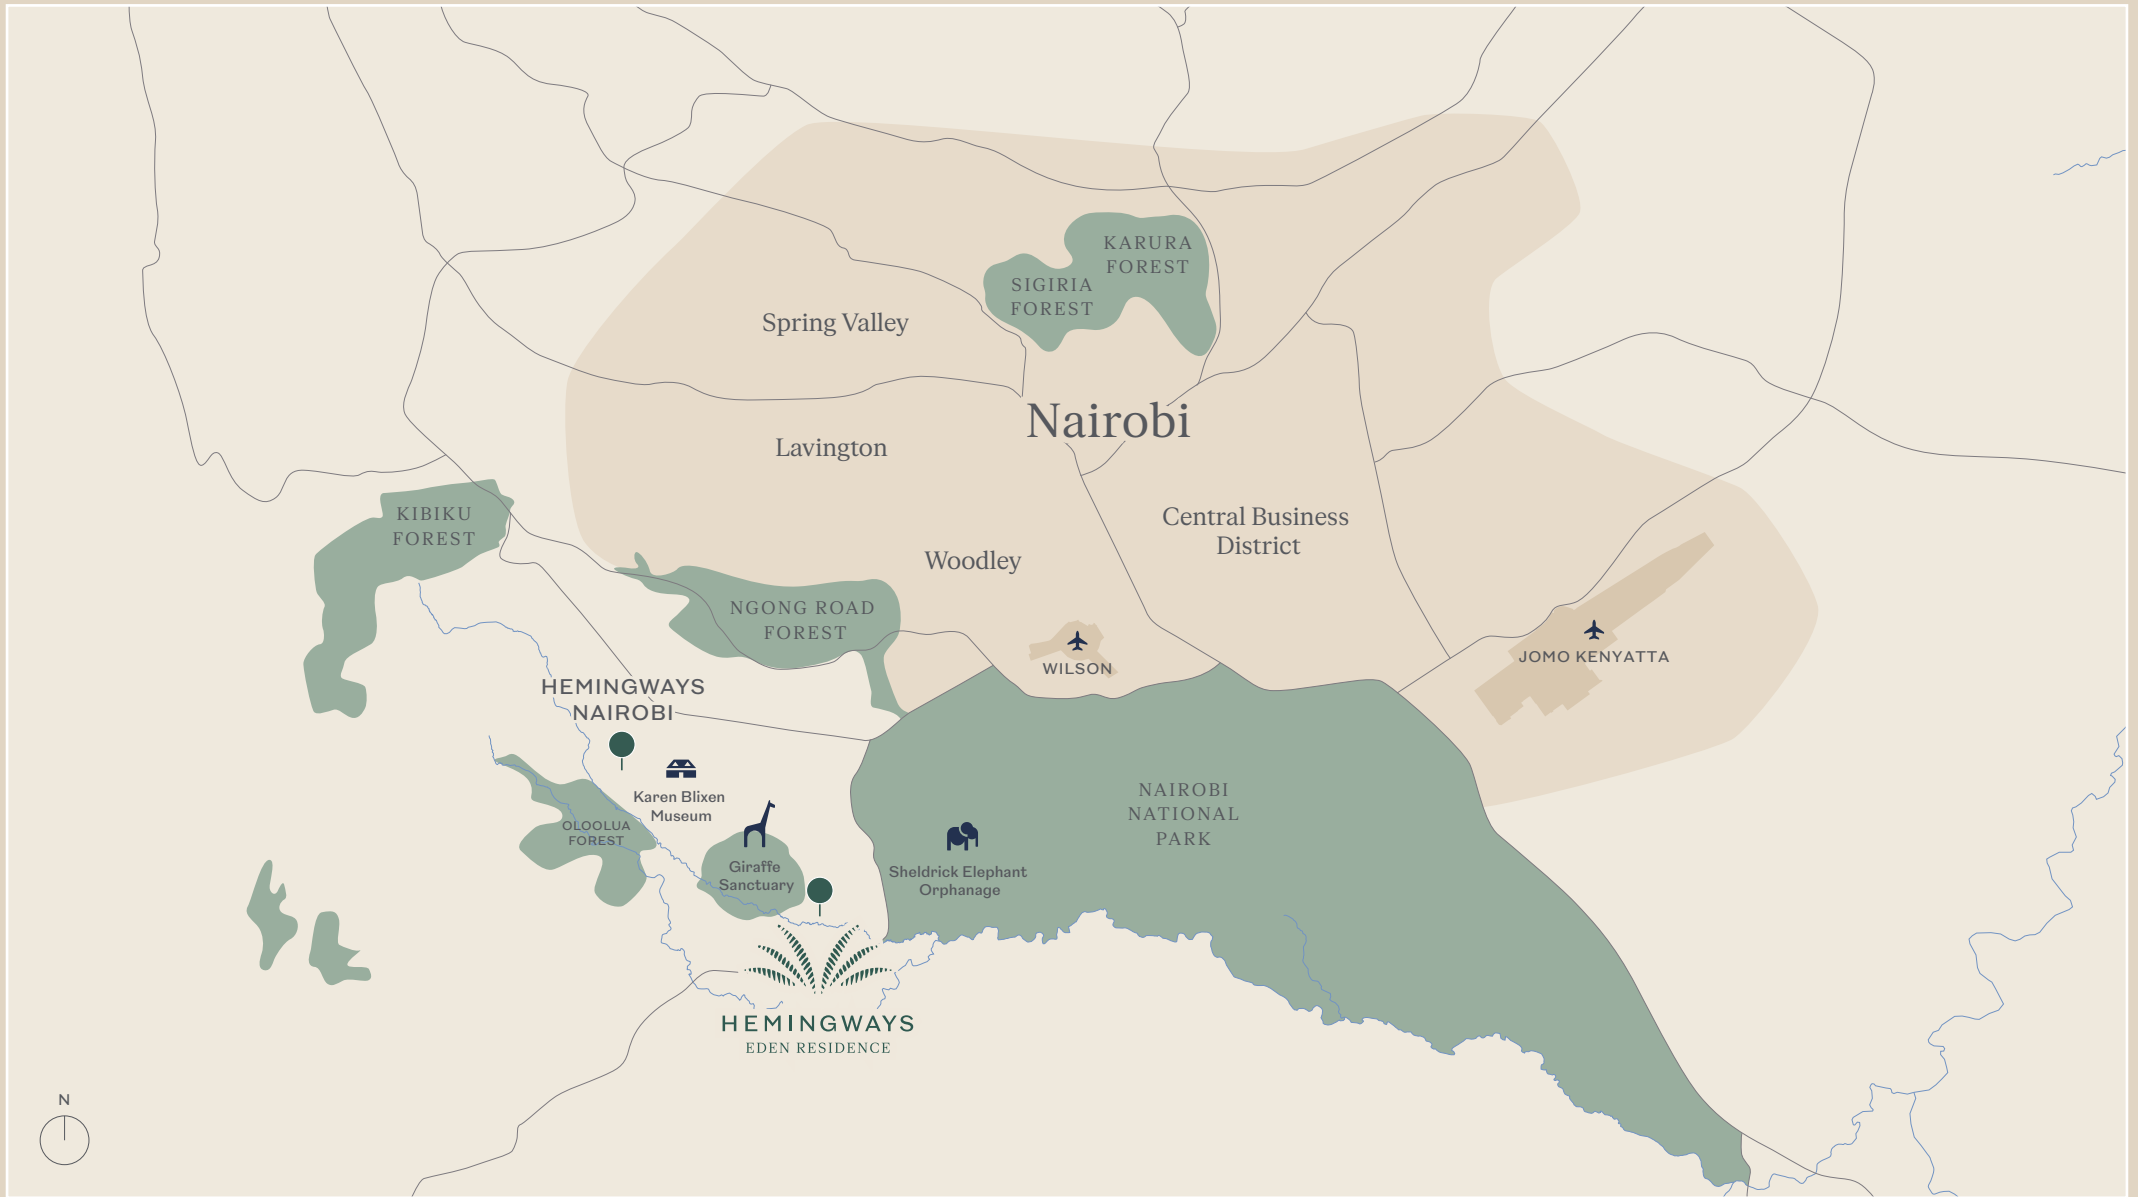 KARURA
FOREST
SIGIRIA
FOREST
Spring Valley
Nairobi
Lavington
KIBIKU
FOREST
Central Business
District
Woodley
NGONG ROAD
FOREST
WILSON
JOMO KENYATTA
HEMINGWAYS
NAIROBI
Karen Blixen
Museum
OLOOLUA
FOREST
NAIROBI
NATIONAL
PARK
Giraffe
Sanctuary
Sheldrick Elephant
Orphanage
HEMINGWAYS
EDEN RESIDENCE
N